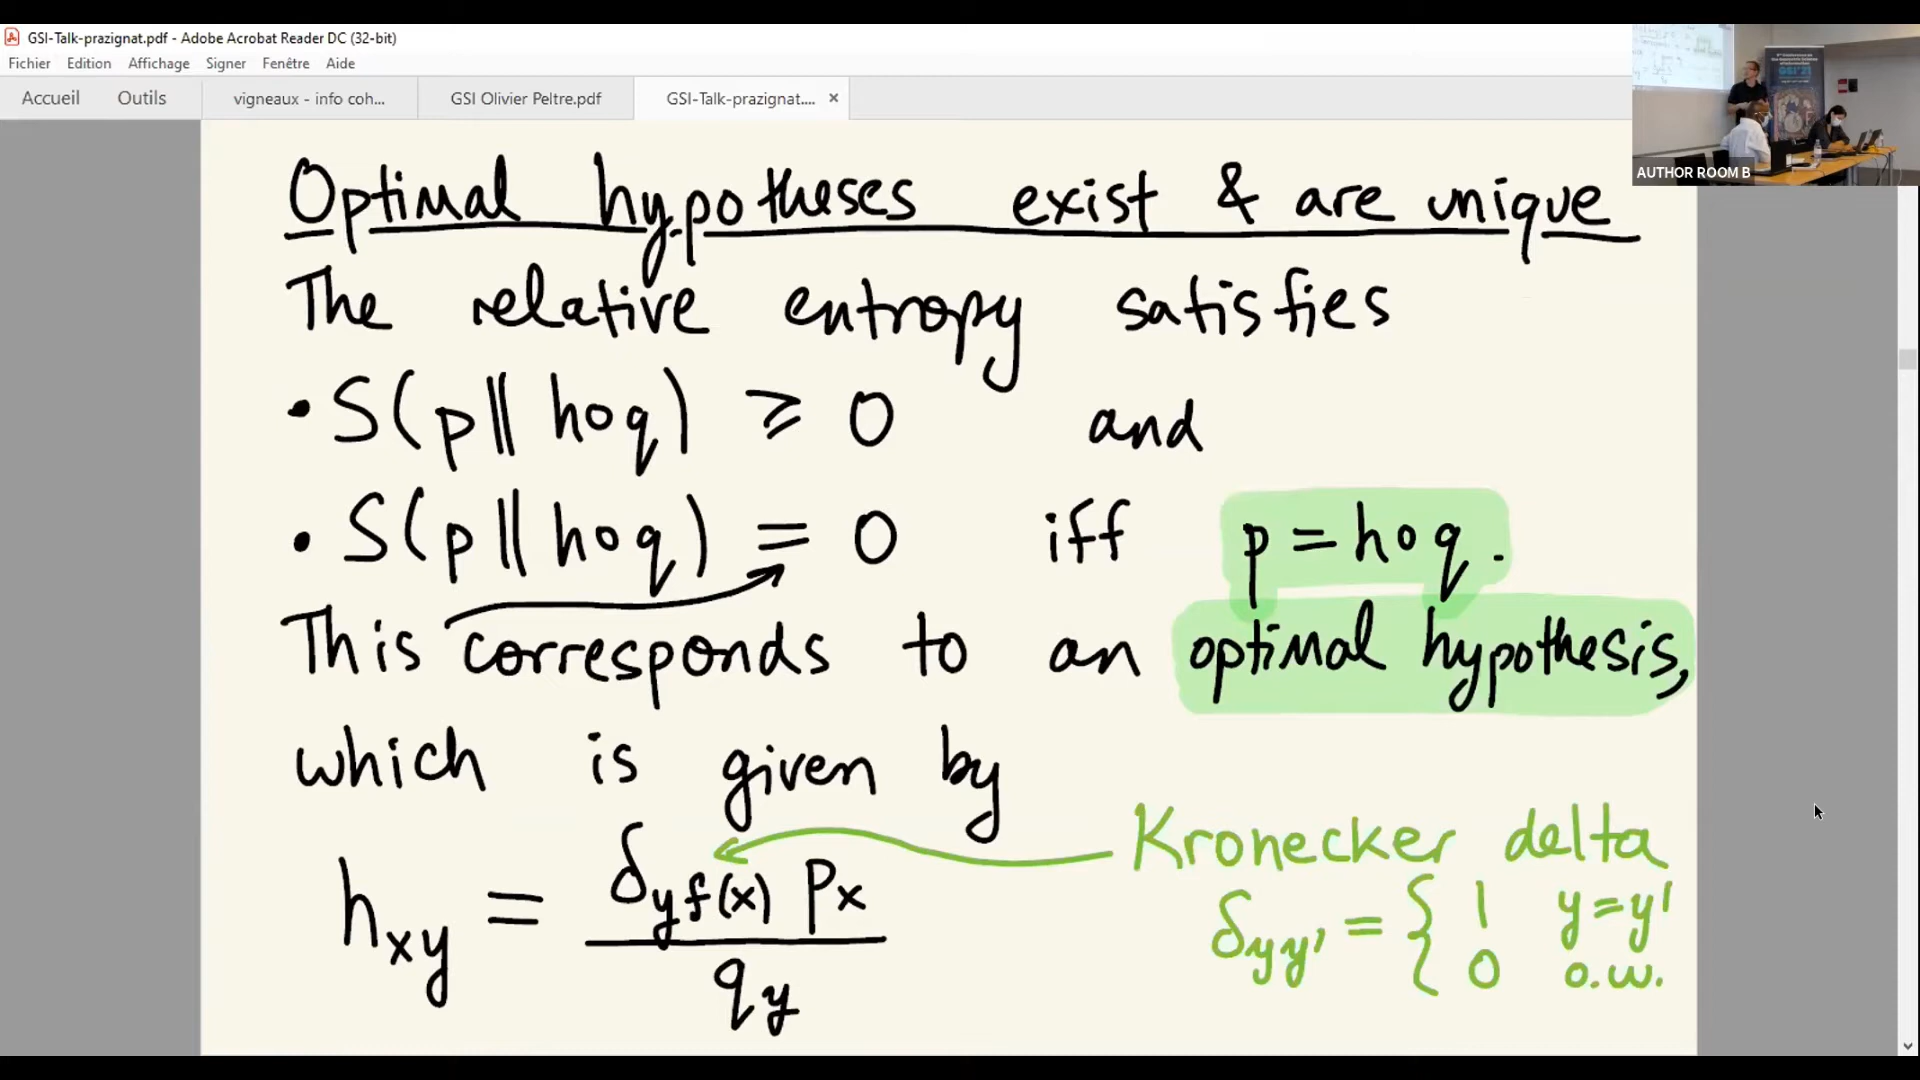 GSI-Talk-prazignat.pdf - Adobe Acrobat Reader DC (32-bit)
Fichier Edition Affichage Signer Fenêtre Aide
Accueil Outils vigneaux - info coh... GSI Olivier Peltre.pdf GSI-Talk-prazignat.... ×
AUTHOR ROOM B
GSI'21
Optimal hypotheses exist & are unique
The relative entropy satisfies
• S(p‖h∘q) ⩾ 0 and
• S(p‖h∘q) = 0 iff p = h∘q.
This corresponds to an optimal hypothesis,
which is given by
Kronecker delta
h_xy = δ_yf(x) p_x / q_y
δ_yy' = { 1 y=y'
0 o.w.